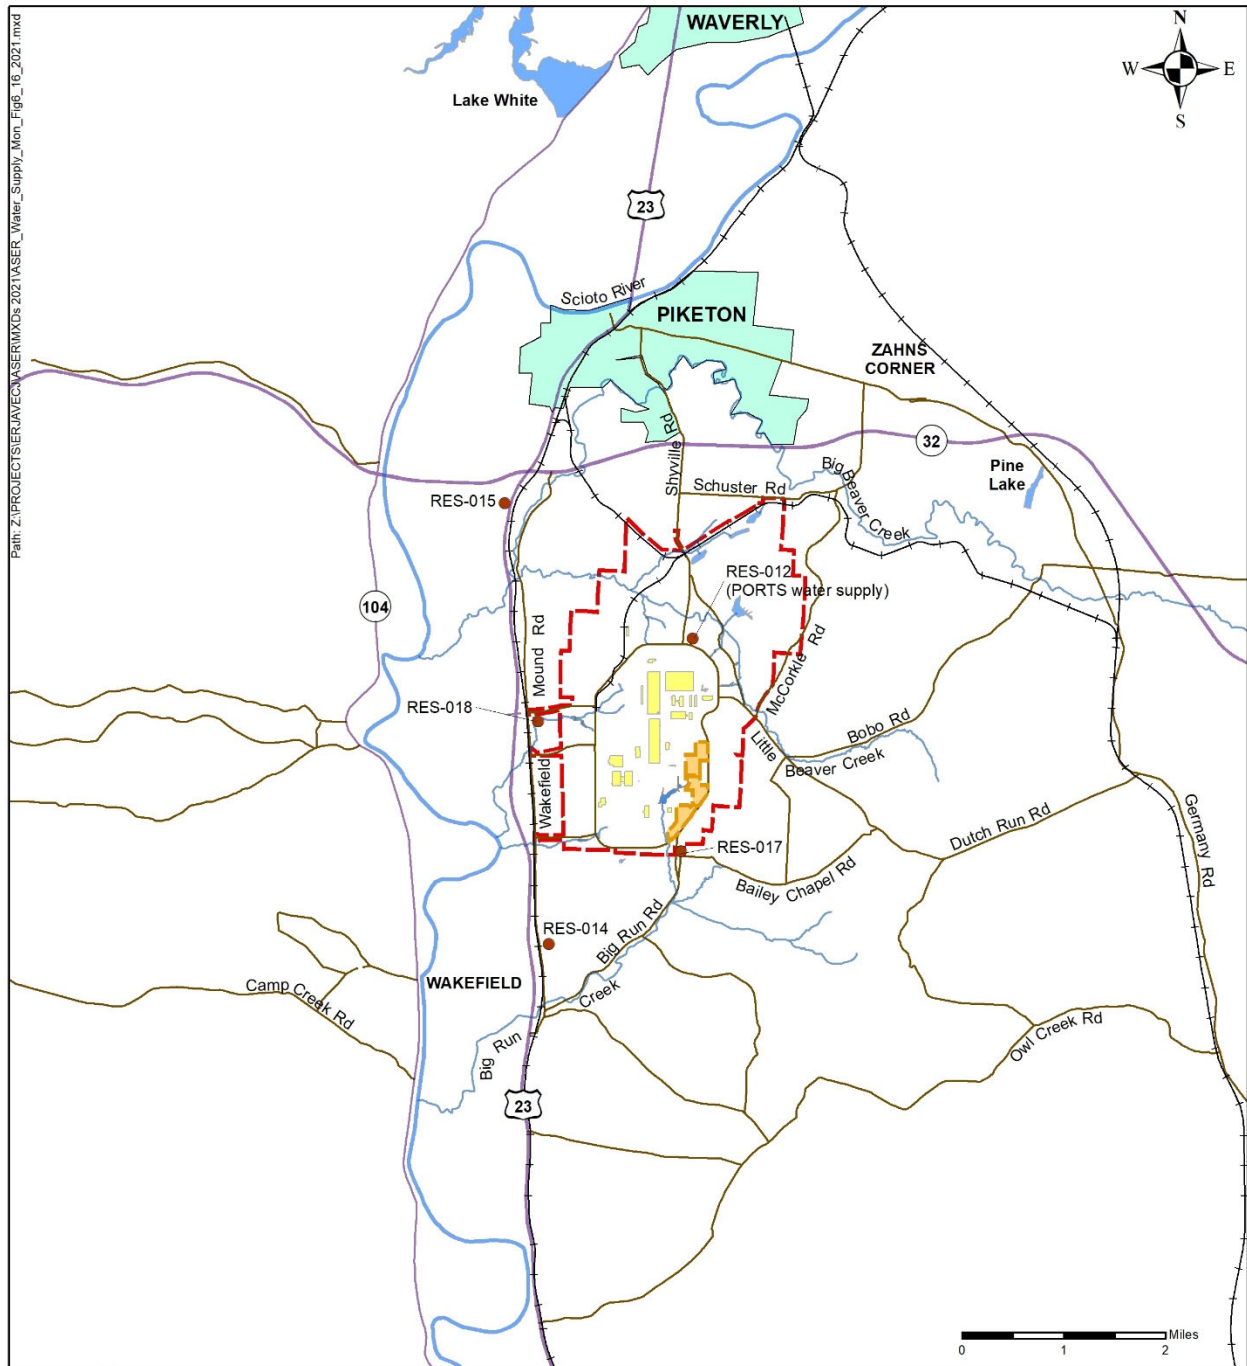 Path: Z:\PROJECTS\ERJAVECJ\ASER\MXDs 2021\ASER_Water_Supply_Mon_Fig6_16_2021.mxd
WAVERLY
N
W E
S
Lake White
23
Scioto River
PIKETON
ZAHNS
CORNER
32
Shyville Rd
Pine
Lake
Schuster Rd
Big Beaver Creek
RES-015
RES-012
(PORTS water supply)
104
Mound Rd
McCorkle Rd
RES-018
Bobo Rd
Little
Beaver Creek
Wakefield
Germany Rd
Dutch Run Rd
RES-017
Bailey Chapel Rd
RES-014
Big Run Rd
WAKEFIELD
Camp Creek Rd
Big Run
Creek
Owl Creek Rd
23
Miles
0 1 2